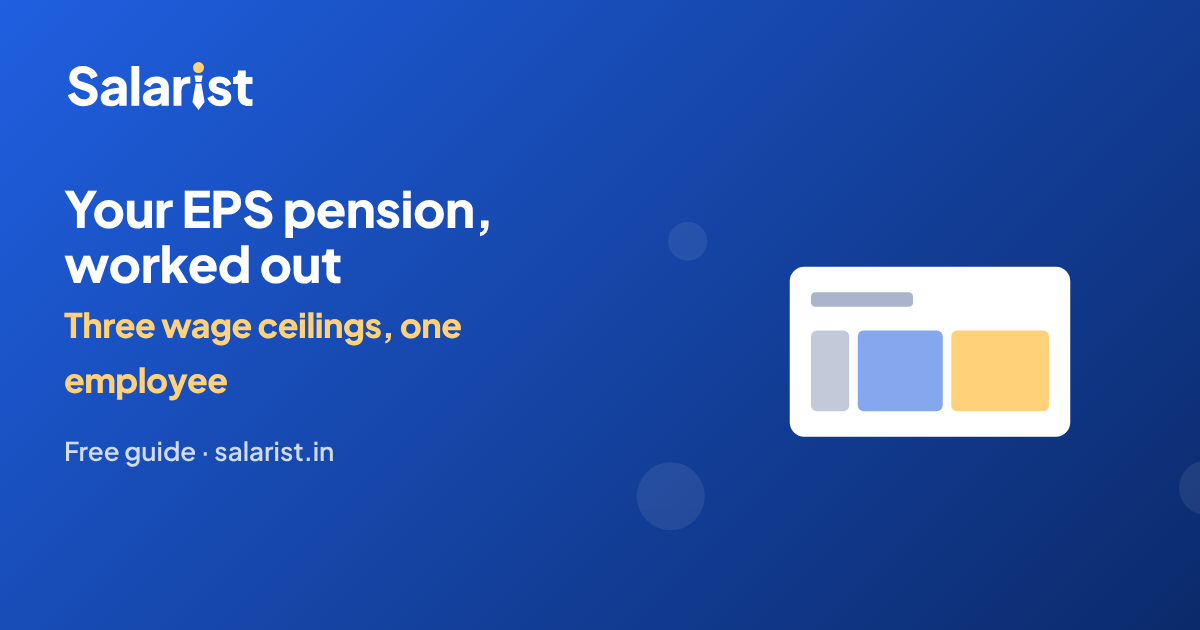 Salarist
Your EPS pension,
worked out
Three wage ceilings, one
employee
Free guide · salarist.in